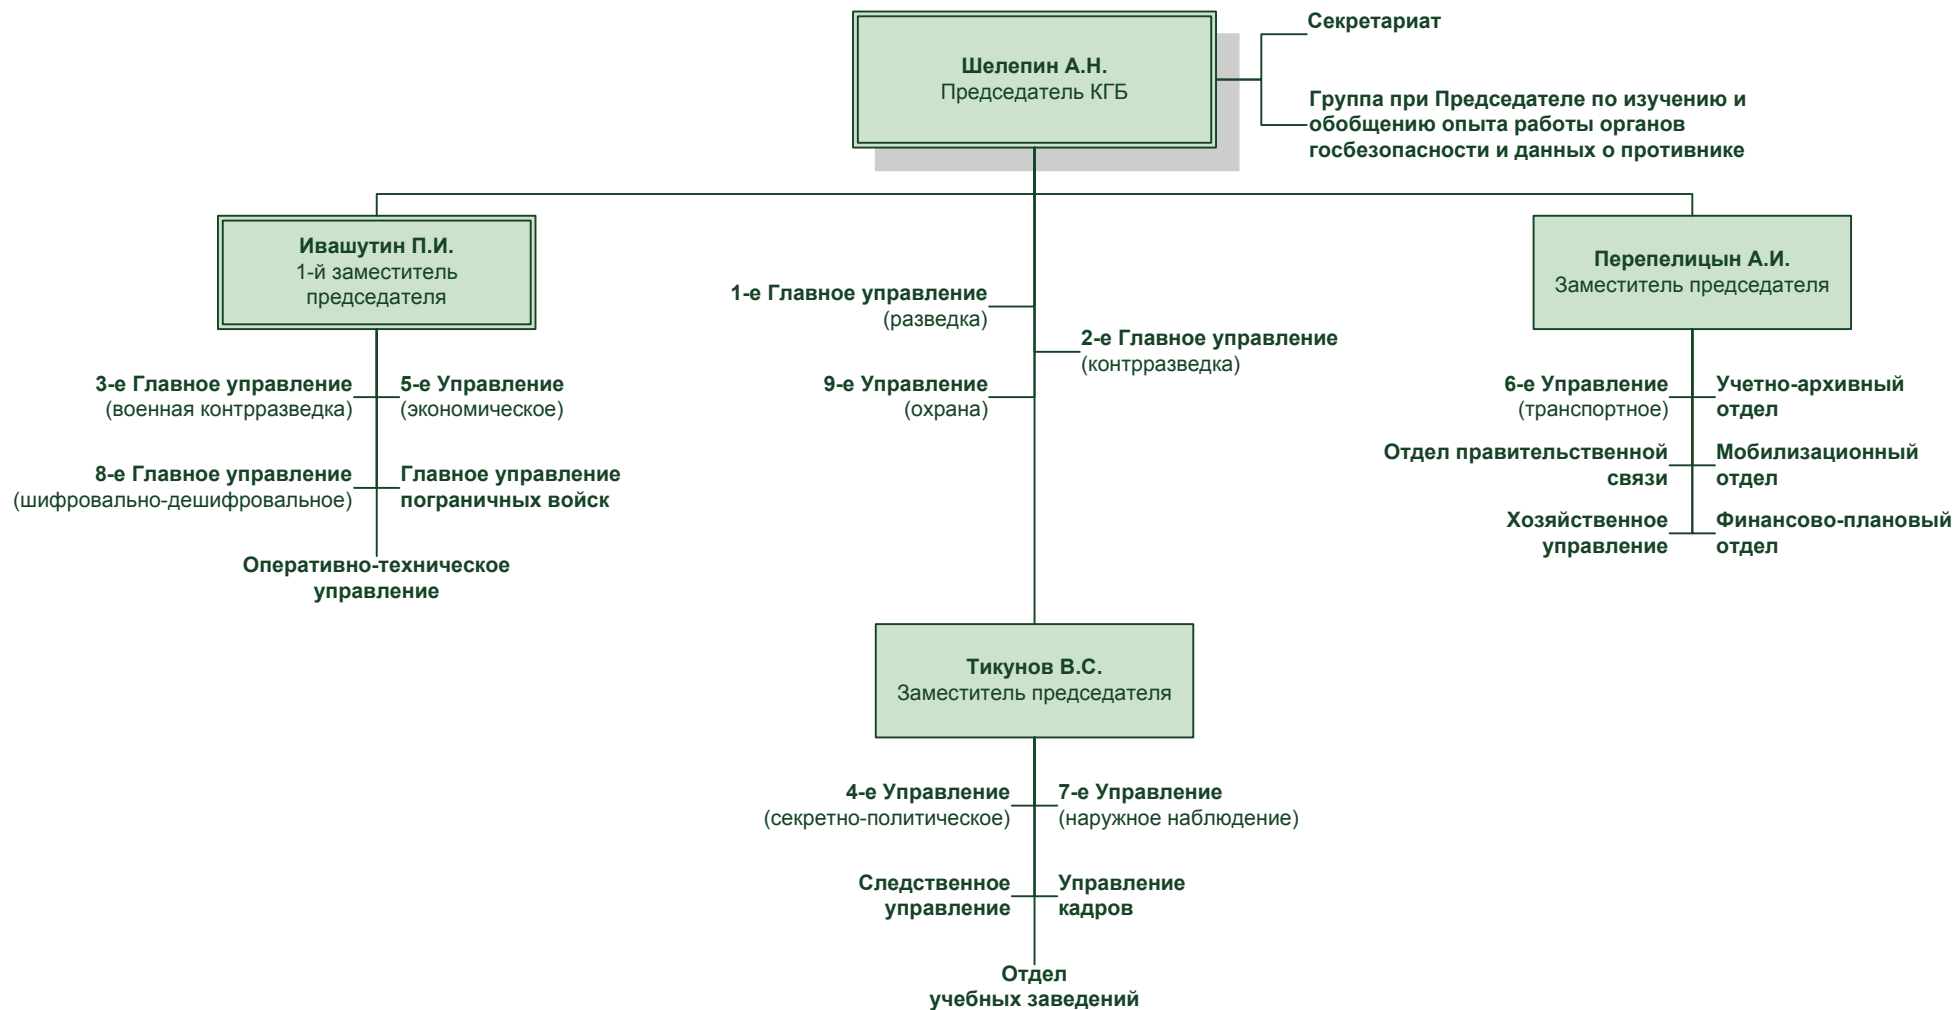 Секретариат
Шелепин А.Н.
Председатель КГБ
Группа при Председателе по изучению и
обобщению опыта работы органов
госбезопасности и данных о противнике
Ивашутин П.И.
1-й заместитель
председателя
3-е Главное управление
(военная контрразведка)
5-е Управление
(экономическое)
8-е Главное управление
(шифровально-дешифровальное)
Главное управление
пограничных войск
Оперативно-техническое
управление
1-е Главное управление
(разведка)
2-е Главное управление
(контрразведка)
9-е Управление
(охрана)
Перепелицын А.И.
Заместитель председателя
6-е Управление
(транспортное)
Учетно-архивный
отдел
Отдел правительственной
связи
Мобилизационный
отдел
Хозяйственное
управление
Финансово-плановый
отдел
Тикунов В.С.
Заместитель председателя
4-е Управление
(секретно-политическое)
7-е Управление
(наружное наблюдение)
Следственное
управление
Управление
кадров
Отдел
учебных заведений